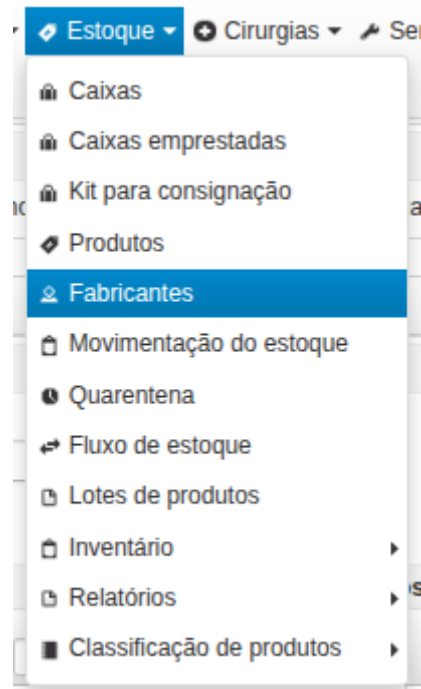 Estoque Cirurgias
Caixas
Caixas emprestadas
Kit para consignação
Produtos
Fabricantes
Movimentação do estoque
Quarentena
Fluxo de estoque
Lotes de produtos
Inventário
Relatórios
Classificação de produtos